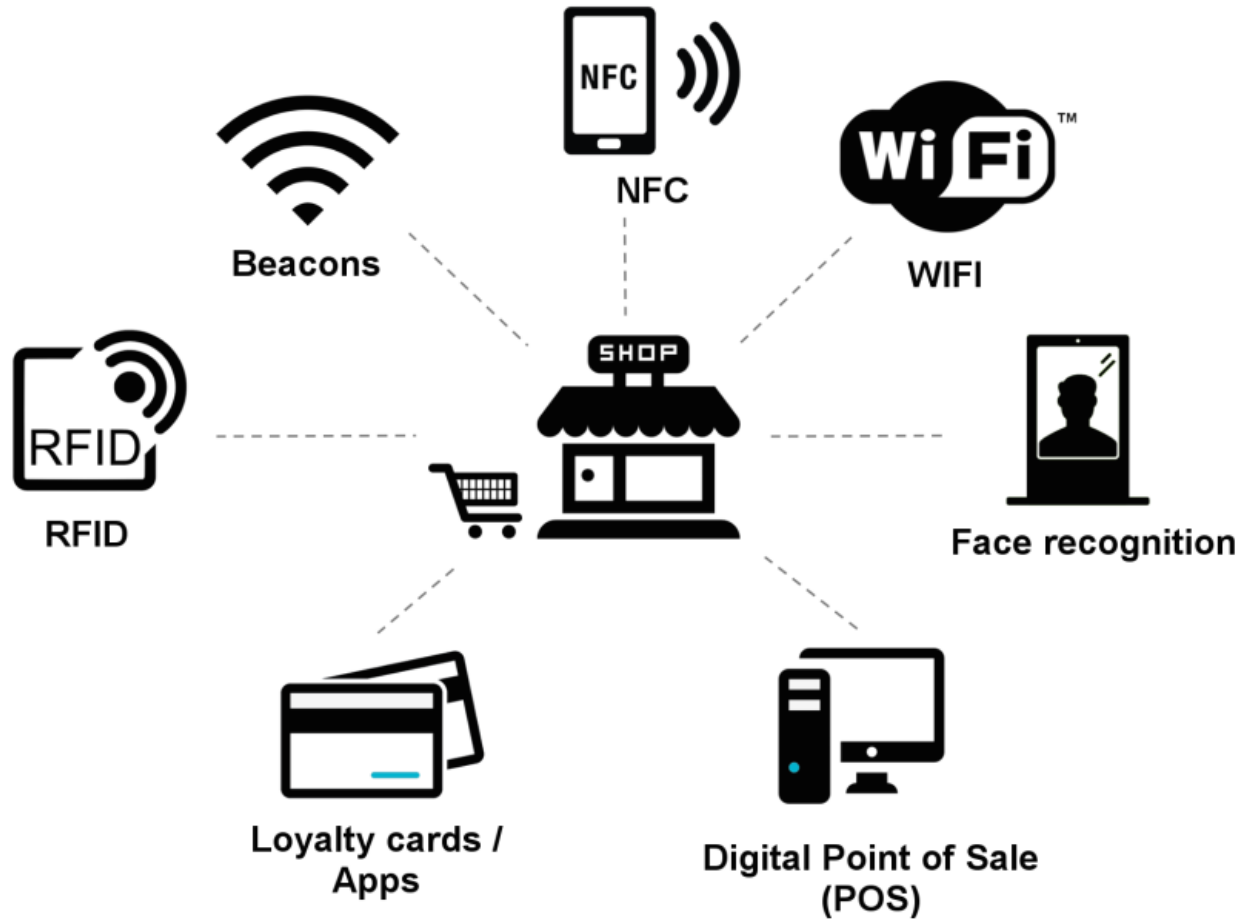 NFC
NFC
Wi Fi ™
WIFI
Beacons
SHOP
RFID
RFID
Face recognition
Loyalty cards /
Apps
Digital Point of Sale
(POS)